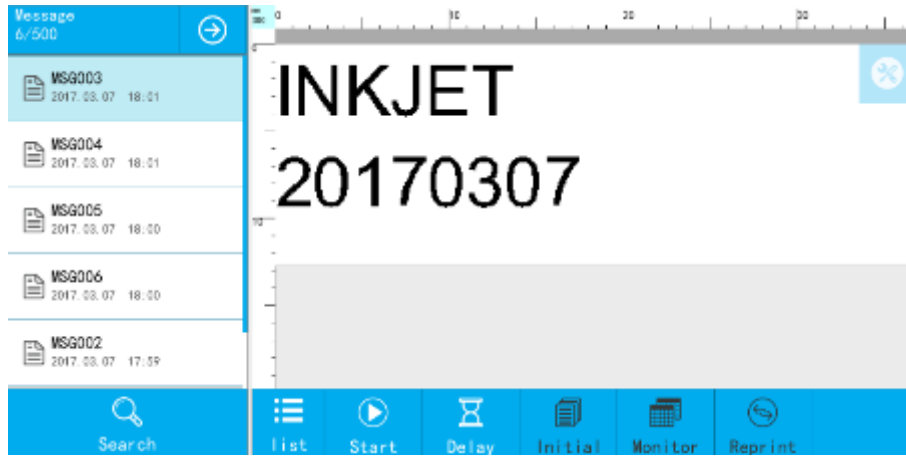 Message
6/500
MSG003
2017.03.07 18:01
MSG004
2017.03.07 18:01
MSG005
2017.03.07 18:00
MSG006
2017.03.07 18:00
MSG002
2017.03.07 17:59
Search
0 10 20 30
0
10
INKJET
20170307
list Start Delay Initial Monitor Reprint